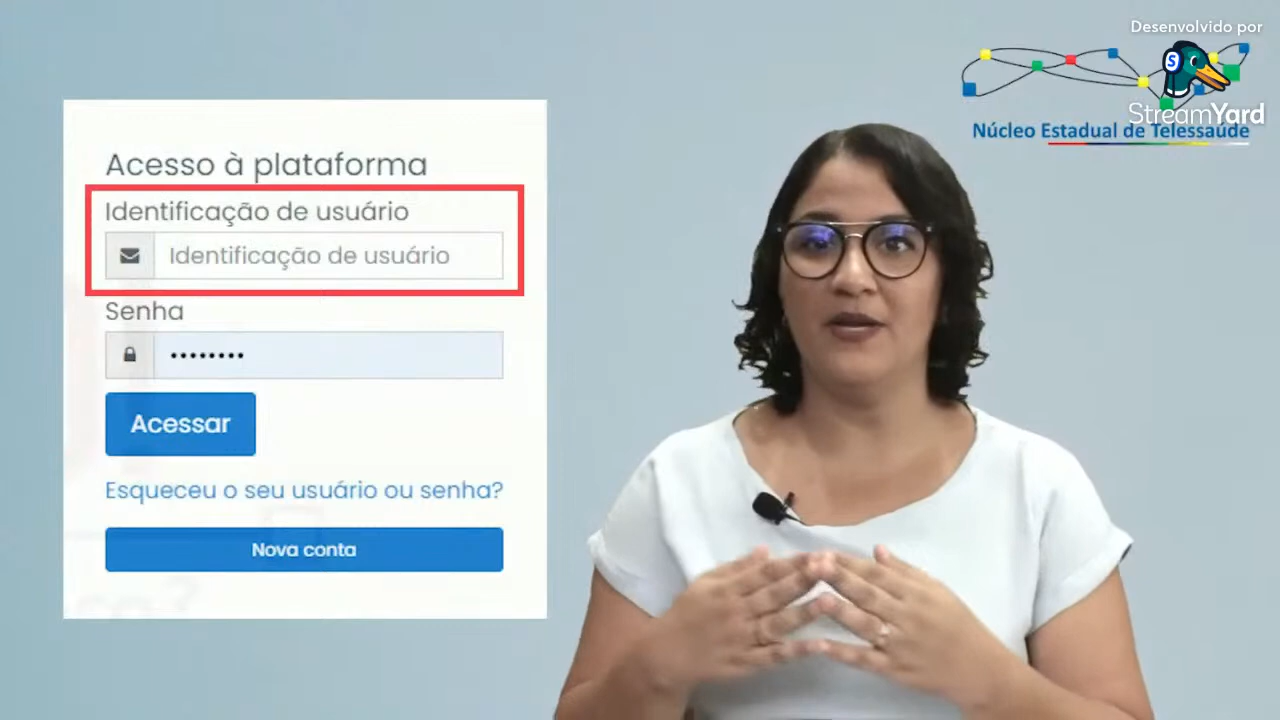 Desenvolvido por
StreamYard
Núcleo Estadual de Telessaúde
Acesso à plataforma
Identificação de usuário
Identificação de usuário
Senha
••••••••
Acessar
Esqueceu o seu usuário ou senha?
Nova conta